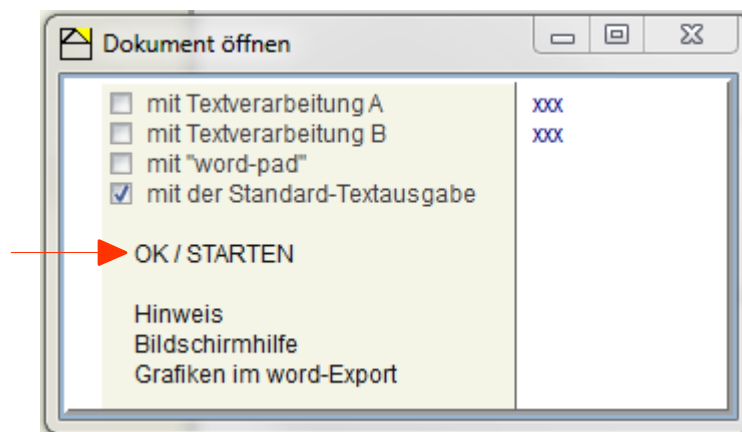 Dokument öffnen
mit Textverarbeitung A xxx
mit Textverarbeitung B xxx
mit "word-pad"
mit der Standard-Textausgabe
OK / STARTEN
Hinweis
Bildschirmhilfe
Grafiken im word-Export